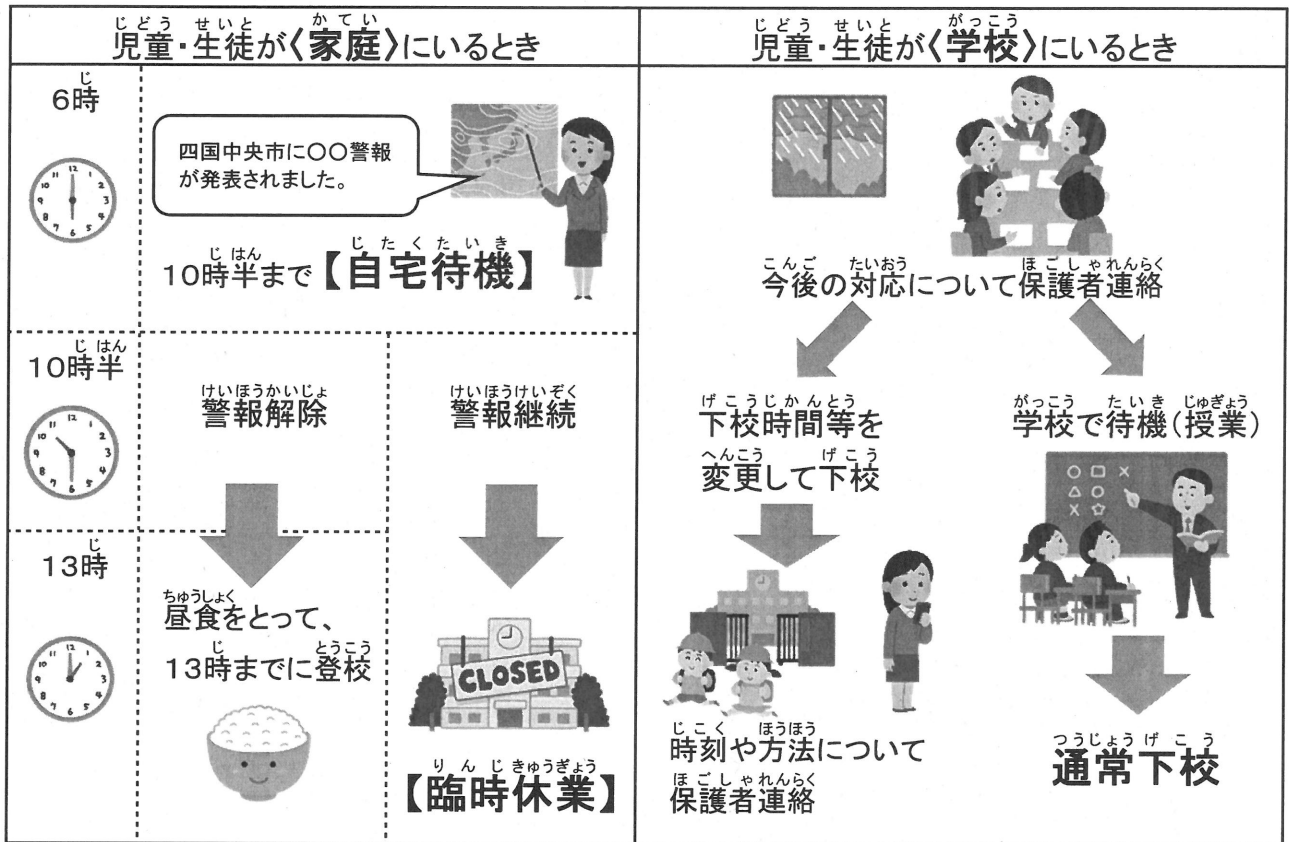 児童・生徒が〈家庭〉にいるとき
6時
四国中央市に○○警報
が発表されました。
10時半まで【自宅待機】
10時半
警報解除
警報継続
13時
昼食をとって、
13時までに登校
CLOSED
【臨時休業】
児童・生徒が〈学校〉にいるとき
今後の対応について保護者連絡
下校時間等を
変更して下校
学校で待機(授業)
時刻や方法について
保護者連絡
通常下校